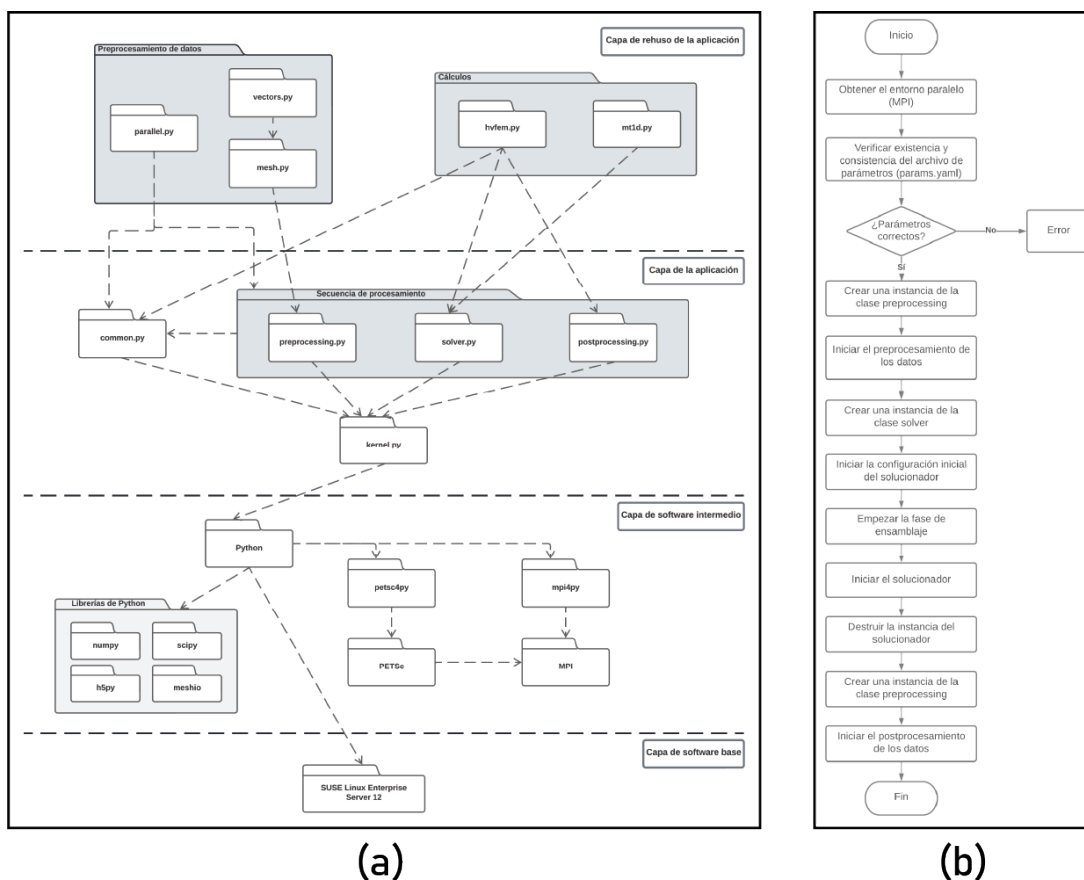 Capa de rehuso de la aplicación
Preprocesamiento de datos
vectors.py
parallel.py
mesh.py
Cálculos
hvfem.py
mt1d.py
Capa de la aplicación
Secuencia de procesamiento
common.py
preprocessing.py
solver.py
postprocessing.py
kernel.py
Capa de software intermedio
Python
petsc4py
mpi4py
Librerías de Python
numpy
scipy
h5py
meshio
PETSc
MPI
Capa de software base
SUSE Linux Enterprise
Server 12
(a)
Inicio
Obtener el entorno paralelo
(MPI)
Verificar existencia y
consistencia del archivo de
parámetros (params.yaml)
¿Parámetros
correctos?
No
Error
Sí
Crear una instancia de la
clase preprocessing
Iniciar el preprocesamiento de
los datos
Crear una instancia de la
clase solver
Iniciar la configuración inicial
del solucionador
Empezar la fase de
ensamblaje
Iniciar el solucionador
Destruir la instancia del
solucionador
Crear una instancia de la
clase preprocessing
Iniciar el postprocesamiento
de los datos
Fin
(b)